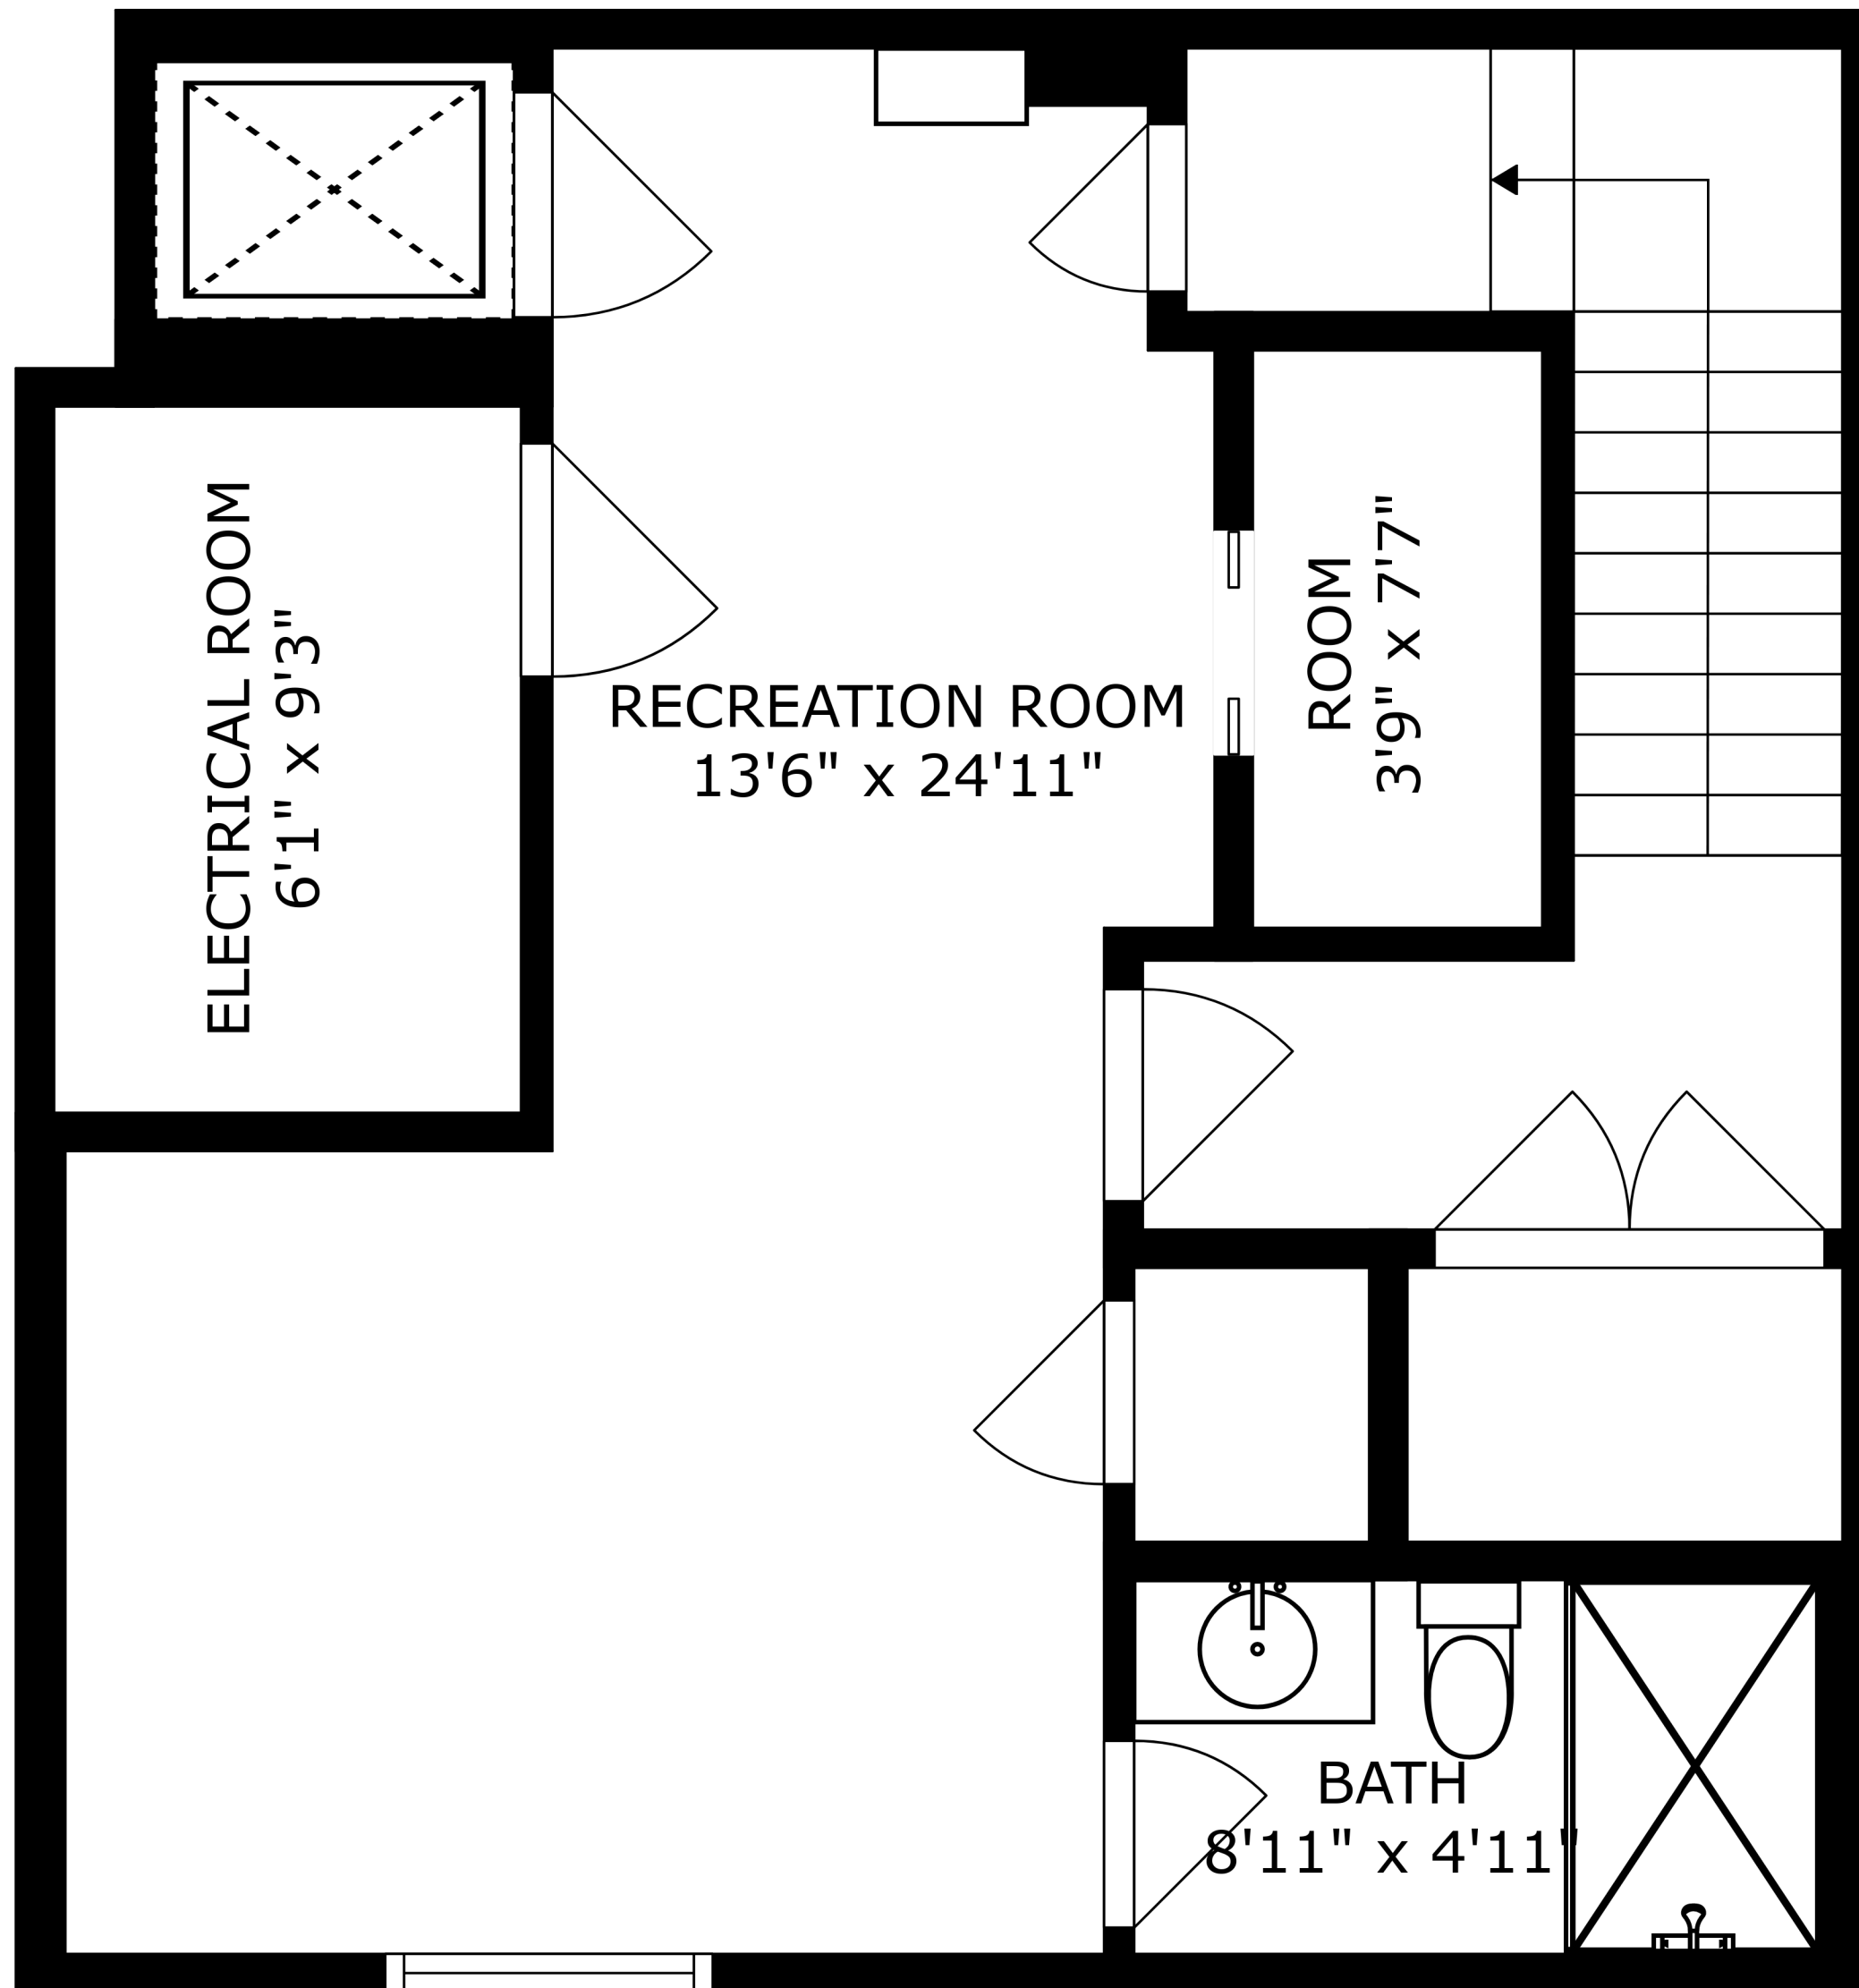 ELECTRICAL ROOM
6'1" x 9'3"
RECREATION ROOM
13'6" x 24'11"
ROOM
3'9" x 7'7"
BATH
8'11" x 4'11"